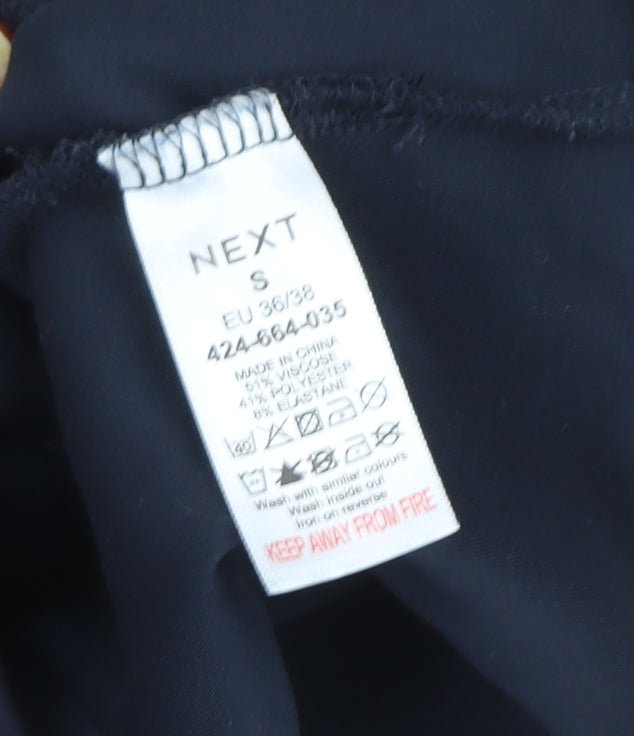 NEXT
S
EU 36/38
424-664-035
MADE IN CHINA
51% VISCOSE
41% POLYESTER
8% ELASTANE
40
Wash with similar colours
Wash inside out
Iron on reverse
KEEP AWAY FROM FIRE